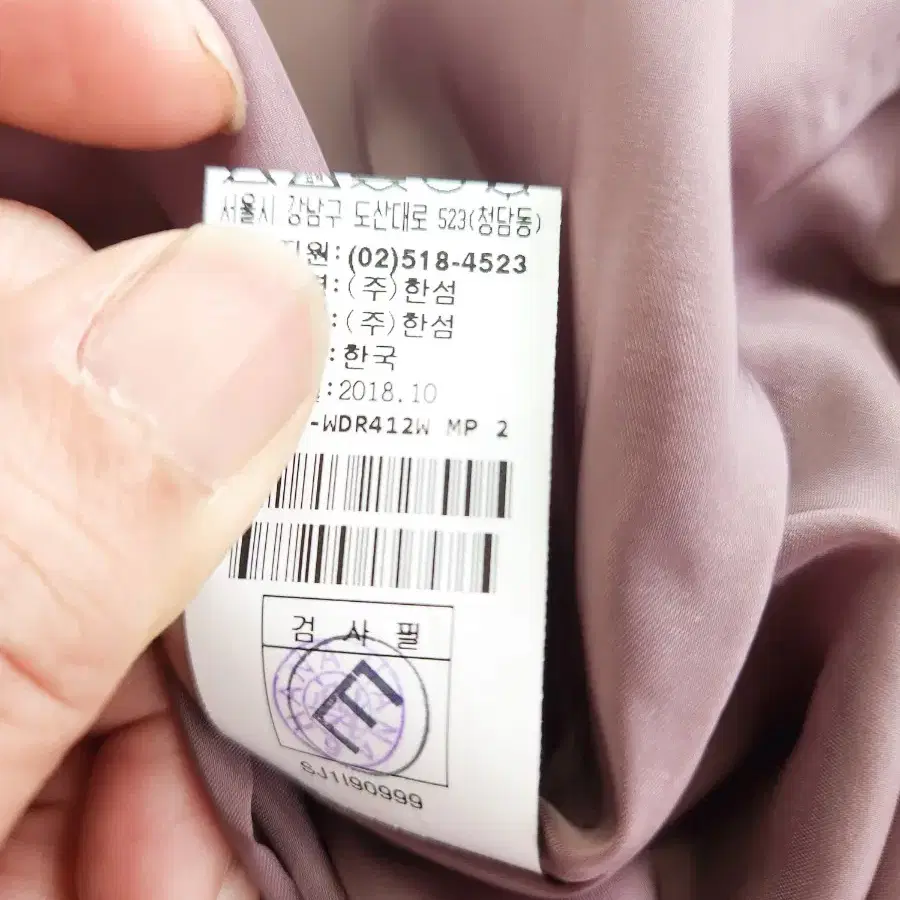 서울시 강남구 도산대로 523(청담동)
원: (02)518-4523
: (주)한섬
: (주)한섬
: 한국
:2018.10
-WDR412W MP 2
검 사 필
SJ1I90999